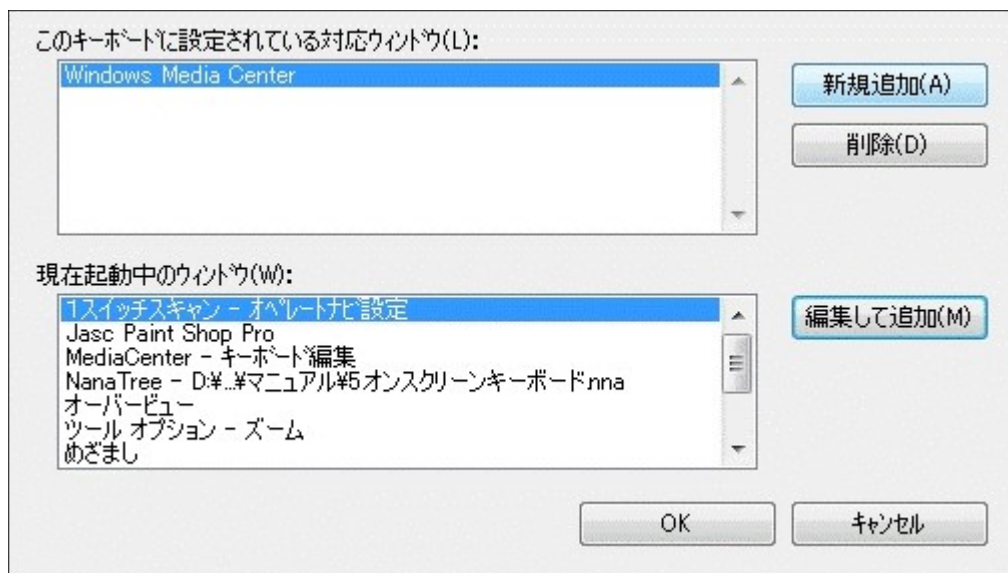 このキーボードに設定されている対応ウィンドウ(L):
Windows Media Center
新規追加(A)
削除(D)
現在起動中のウィンドウ(W):
1スイッチスキャン - オペレートナビ設定
Jasc Paint Shop Pro
MediaCenter - キーボード編集
NanaTree - D:¥...¥マニュアル¥5オンスクリーンキーボード.nna
オーバービュー
ツール オプション - ズーム
めざまし
編集して追加(M)
OK
キャンセル